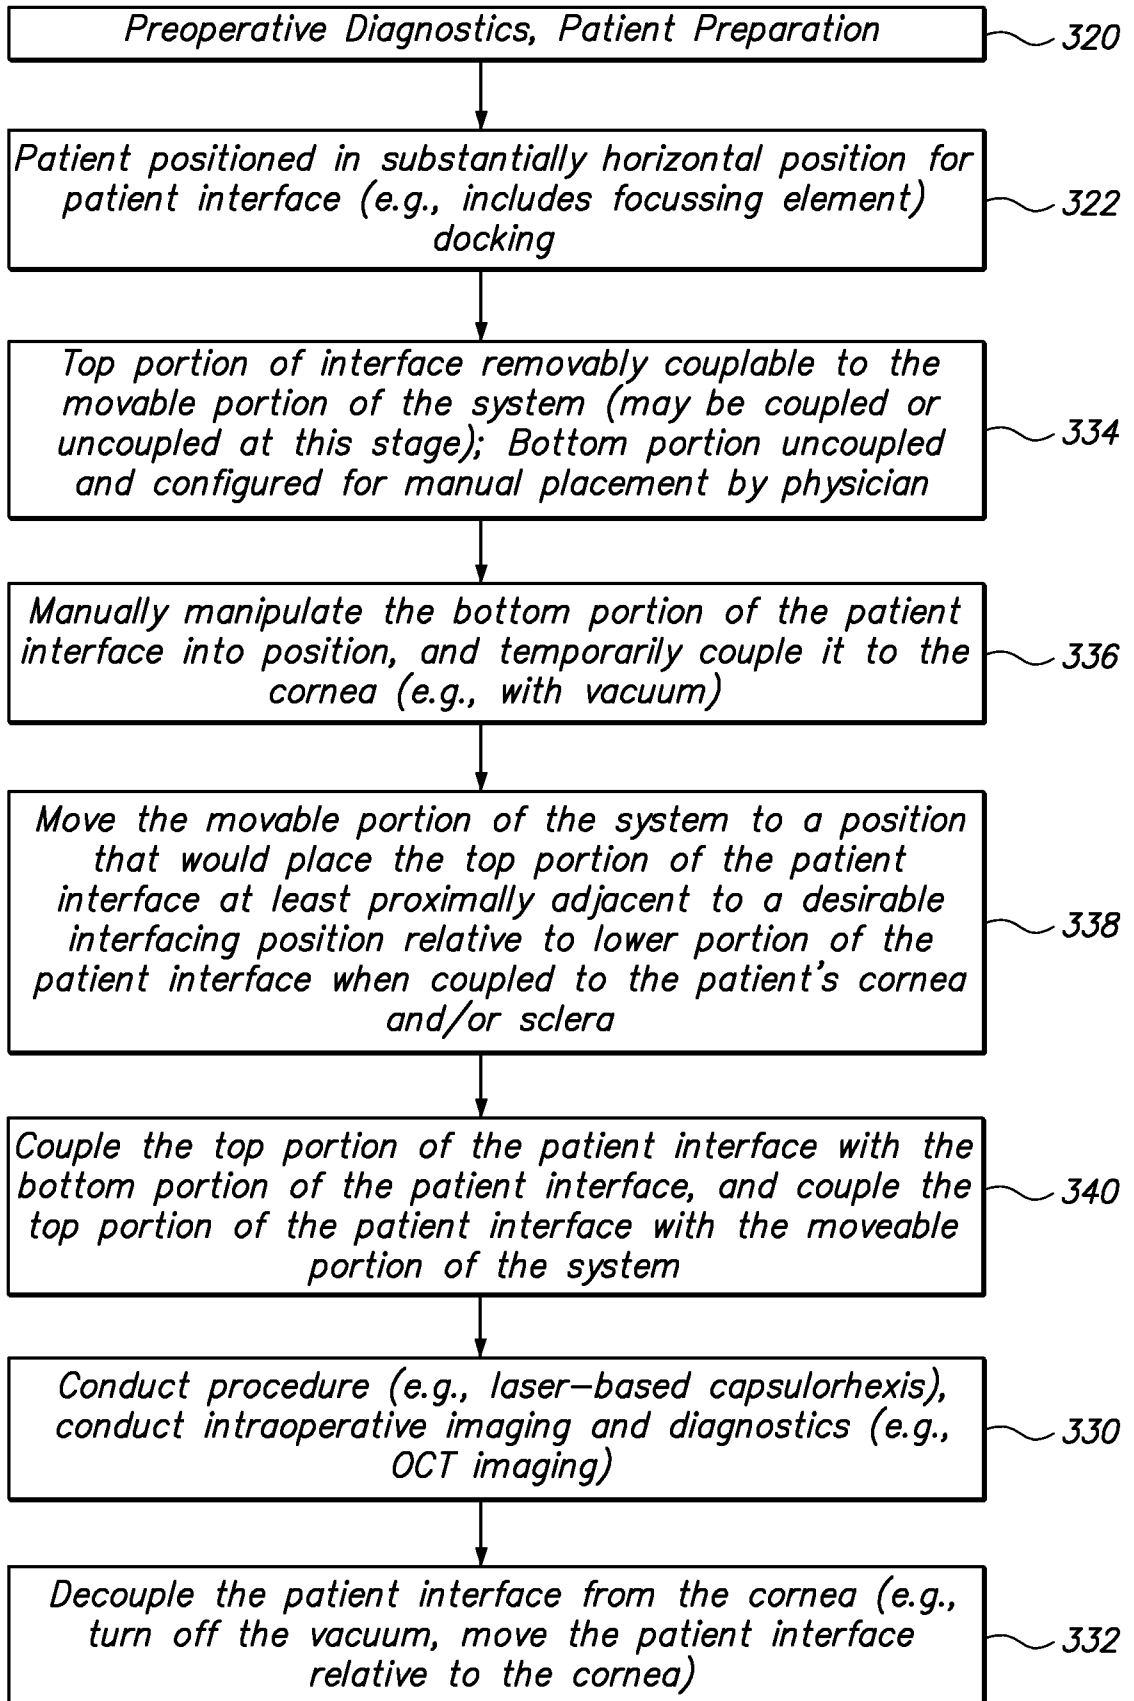 Preoperative Diagnostics, Patient Preparation
320
Patient positioned in substantially horizontal position for
patient interface (e.g., includes focussing element)
docking
322
Top portion of interface removably couplable to the
movable portion of the system (may be coupled or
uncoupled at this stage); Bottom portion uncoupled
and configured for manual placement by physician
334
Manually manipulate the bottom portion of the patient
interface into position, and temporarily couple it to the
cornea (e.g., with vacuum)
336
Move the movable portion of the system to a position
that would place the top portion of the patient
interface at least proximally adjacent to a desirable
interfacing position relative to lower portion of the
patient interface when coupled to the patient's cornea
and/or sclera
338
Couple the top portion of the patient interface with the
bottom portion of the patient interface, and couple the
top portion of the patient interface with the moveable
portion of the system
340
Conduct procedure (e.g., laser-based capsulorhexis),
conduct intraoperative imaging and diagnostics (e.g.,
OCT imaging)
330
Decouple the patient interface from the cornea (e.g.,
turn off the vacuum, move the patient interface
relative to the cornea)
332